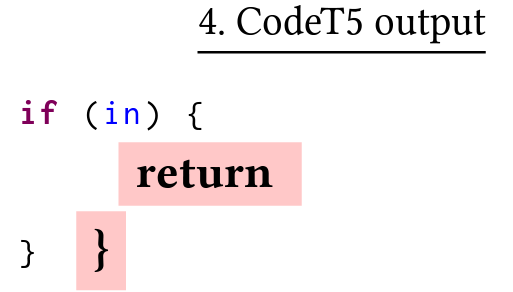 4. CodeT5 output
if (in) {
return
} }